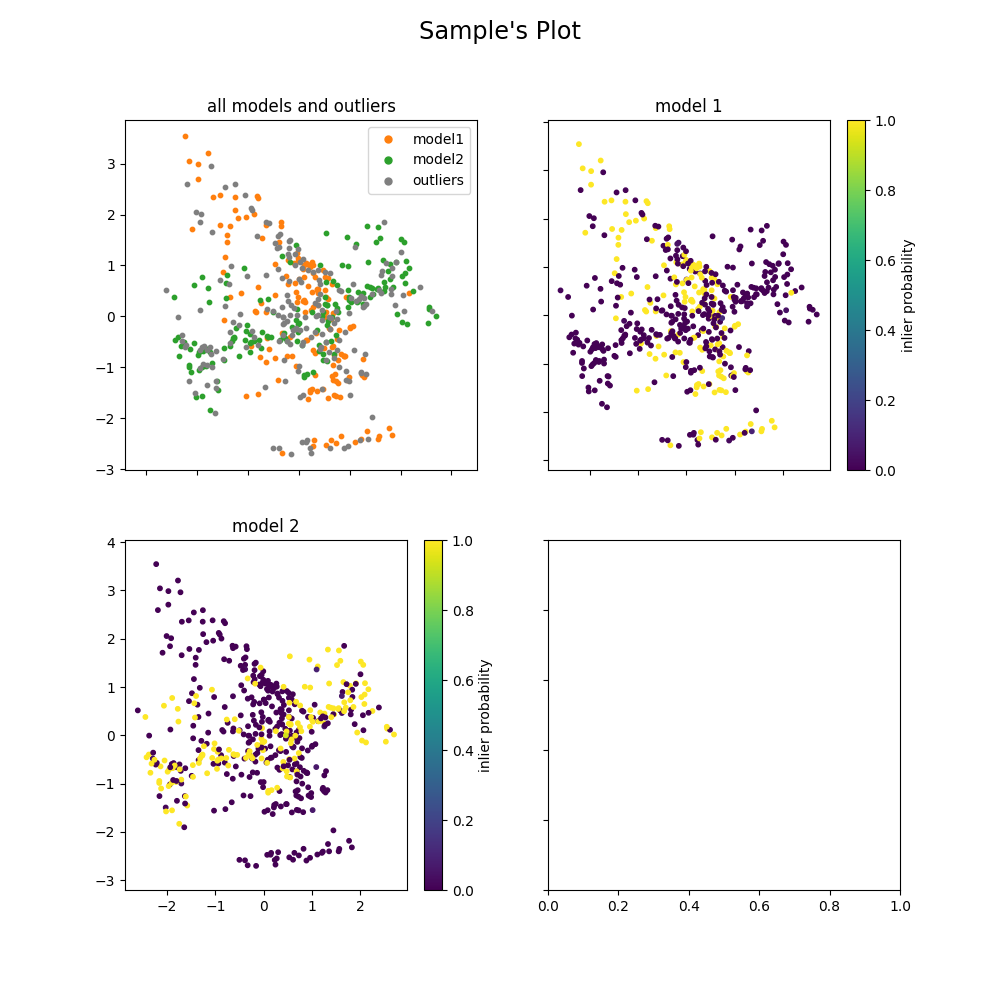 Sample's Plot
all models and outliers
model1
model2
outliers
3
2
1
0
−1
−2
−3
model 1
1.0
0.8
0.6
0.4
0.2
0.0
inlier probability
model 2
4
3
2
1
0
−1
−2
−3
−2 −1 0 1 2
1.0
0.8
0.6
0.4
0.2
0.0
inlier probability
0.0 0.2 0.4 0.6 0.8 1.0